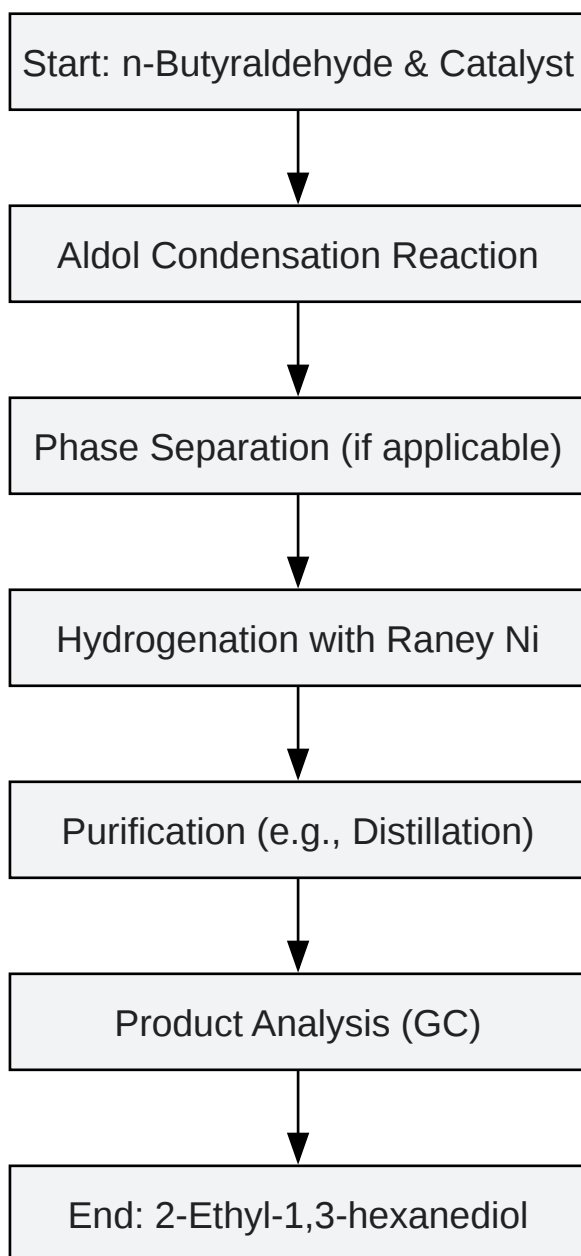 Start: n-Butyraldehyde & Catalyst
Aldol Condensation Reaction
Phase Separation (if applicable)
Hydrogenation with Raney Ni
Purification (e.g., Distillation)
Product Analysis (GC)
End: 2-Ethyl-1,3-hexanediol